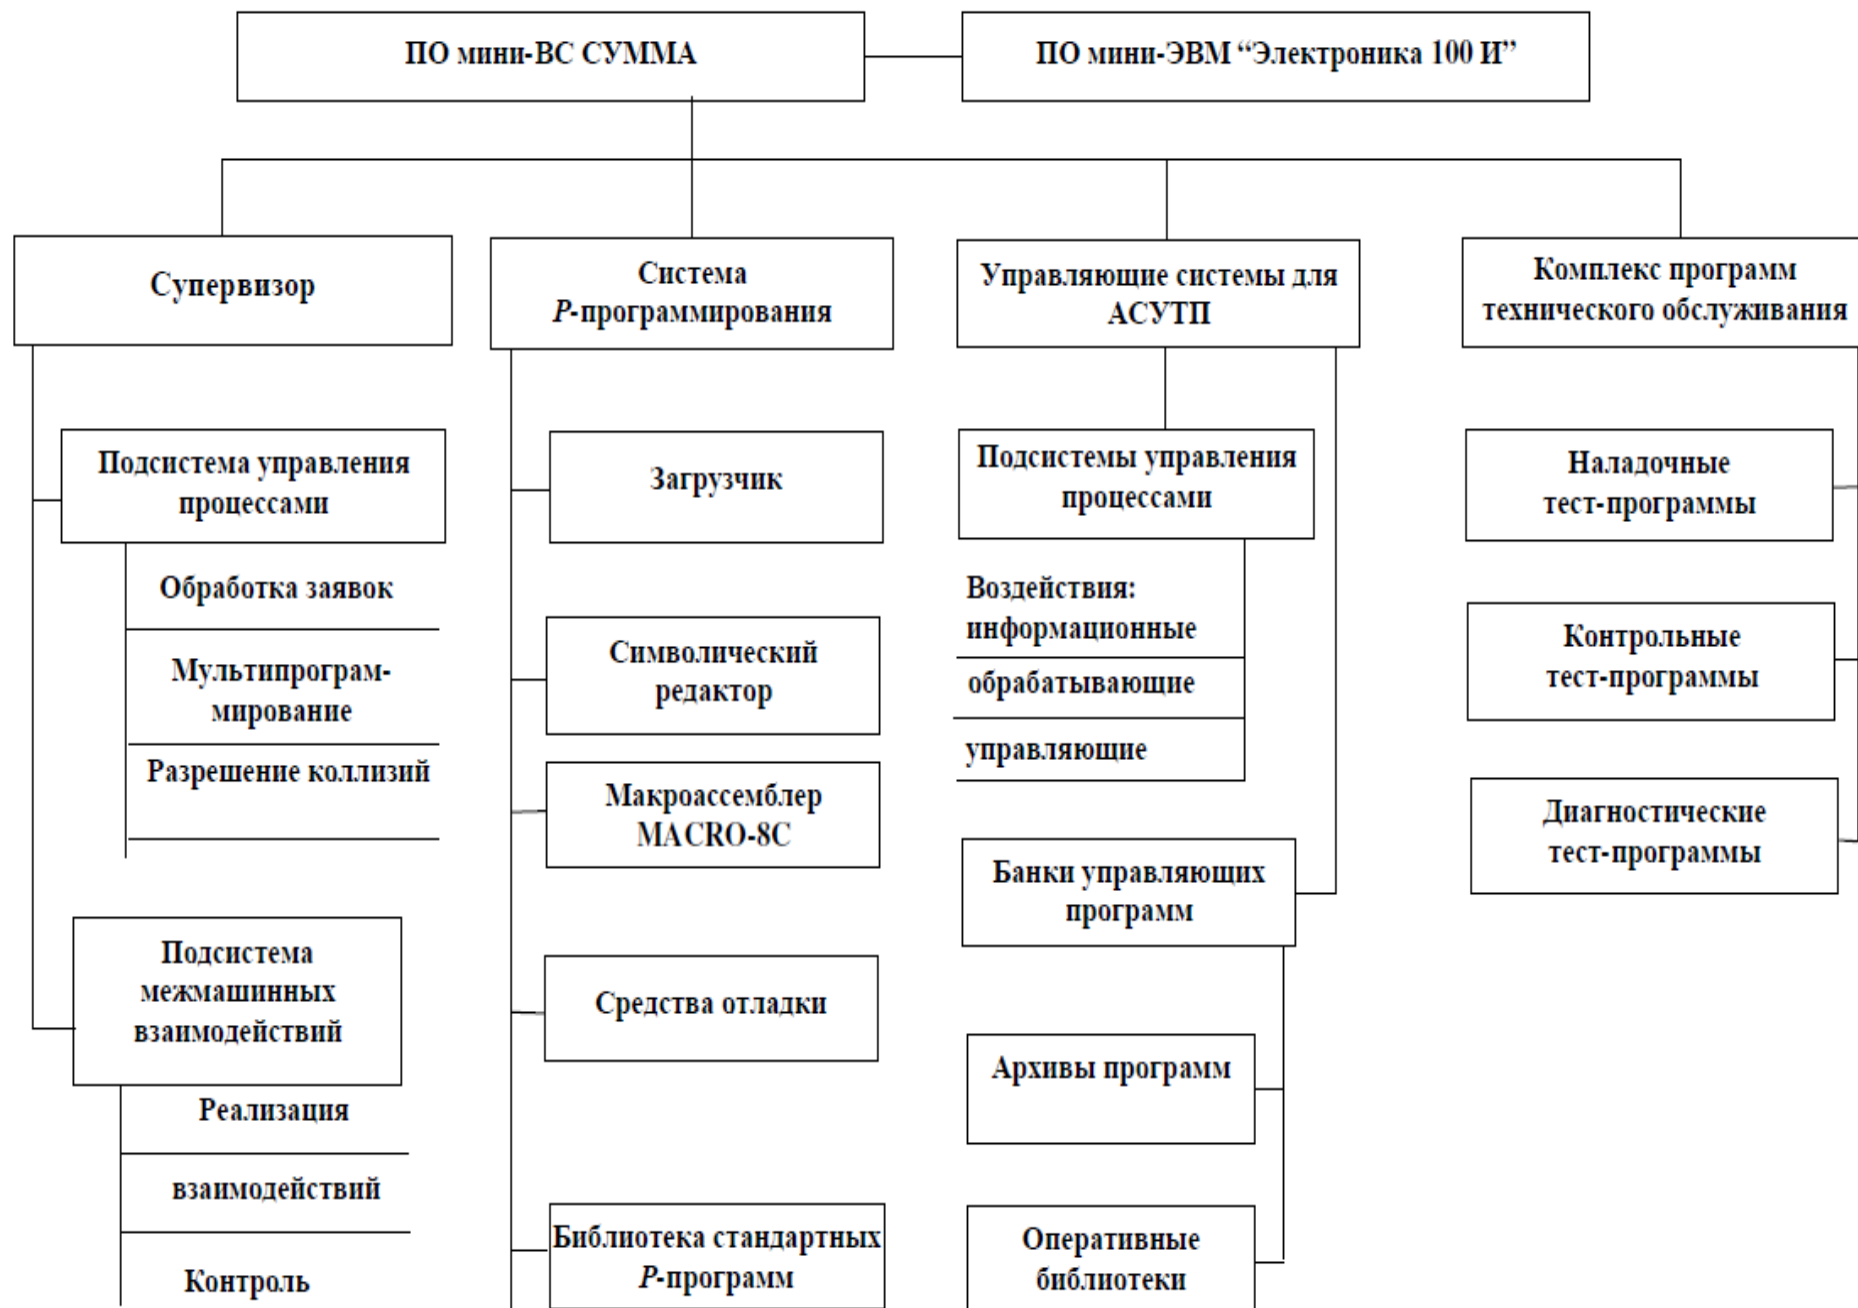 ПО мини-ВС СУММА
ПО мини-ЭВМ “Электроника 100 И”
Супервизор
Система
P-программирования
Управляющие системы для
АСУТП
Комплекс программ
технического обслуживания
Подсистема управления
процессами
Обработка заявок
Мультипрограм-
мирование
Разрешение коллизий
Подсистема
межмашинных
взаимодействий
Реализация
взаимодействий
Контроль
Загрузчик
Символический
редактор
Макроассемблер
MACRO-8C
Средства отладки
Библиотека стандартных
P-программ
Подсистемы управления
процессами
Воздействия:
информационные
обрабатывающие
управляющие
Банки управляющих
программ
Архивы программ
Оперативные
библиотеки
Наладочные
тест-программы
Контрольные
тест-программы
Диагностические
тест-программы